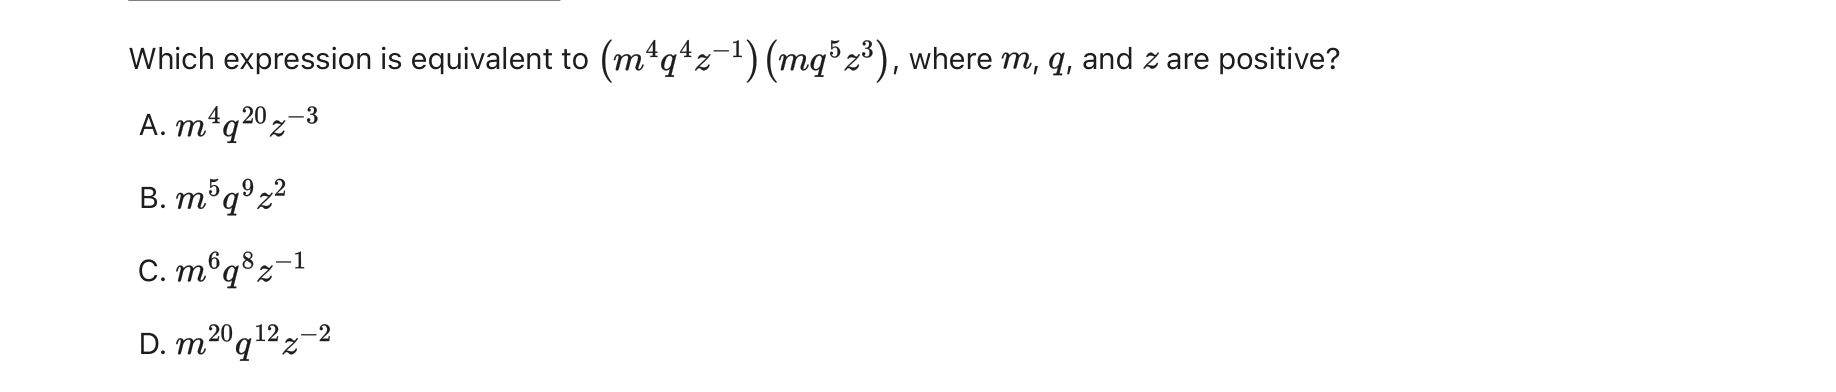 Which expression is equivalent to (m⁴q⁴z⁻¹)(mq⁵z³), where m, q, and z are positive?
A. m⁴q²⁰z⁻³
B. m⁵q⁹z²
C. m⁶q⁸z⁻¹
D. m²⁰q¹²z⁻²